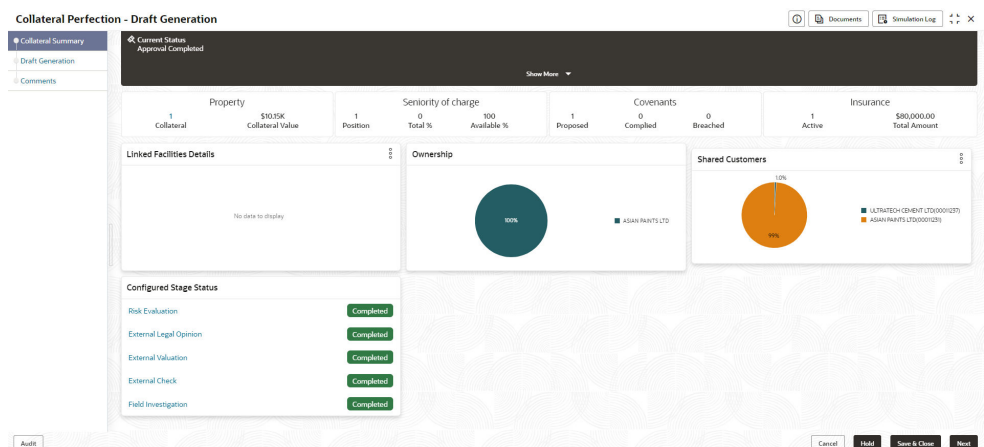 Collateral Perfection - Draft Generation
Documents
Simulation Log
Collateral Summary
Draft Generation
Comments
Current Status
Approval Completed
Show More
Property
1
Collateral
$10.15K
Collateral Value
Seniority of charge
1
Position
0
Total %
100
Available %
Covenants
1
Proposed
0
Complied
0
Breached
Insurance
1
Active
$80,000.00
Total Amount
Linked Facilities Details
No data to display
Ownership
100%
ASIAN PAINTS LTD
Shared Customers
1.0%
99%
ULTRATECH CEMENT LTD(00011237)
ASIAN PAINTS LTD(00011231)
Configured Stage Status
Risk Evaluation
Completed
External Legal Opinion
Completed
External Valuation
Completed
External Check
Completed
Field Investigation
Completed
Audit
Cancel
Hold
Save & Close
Next